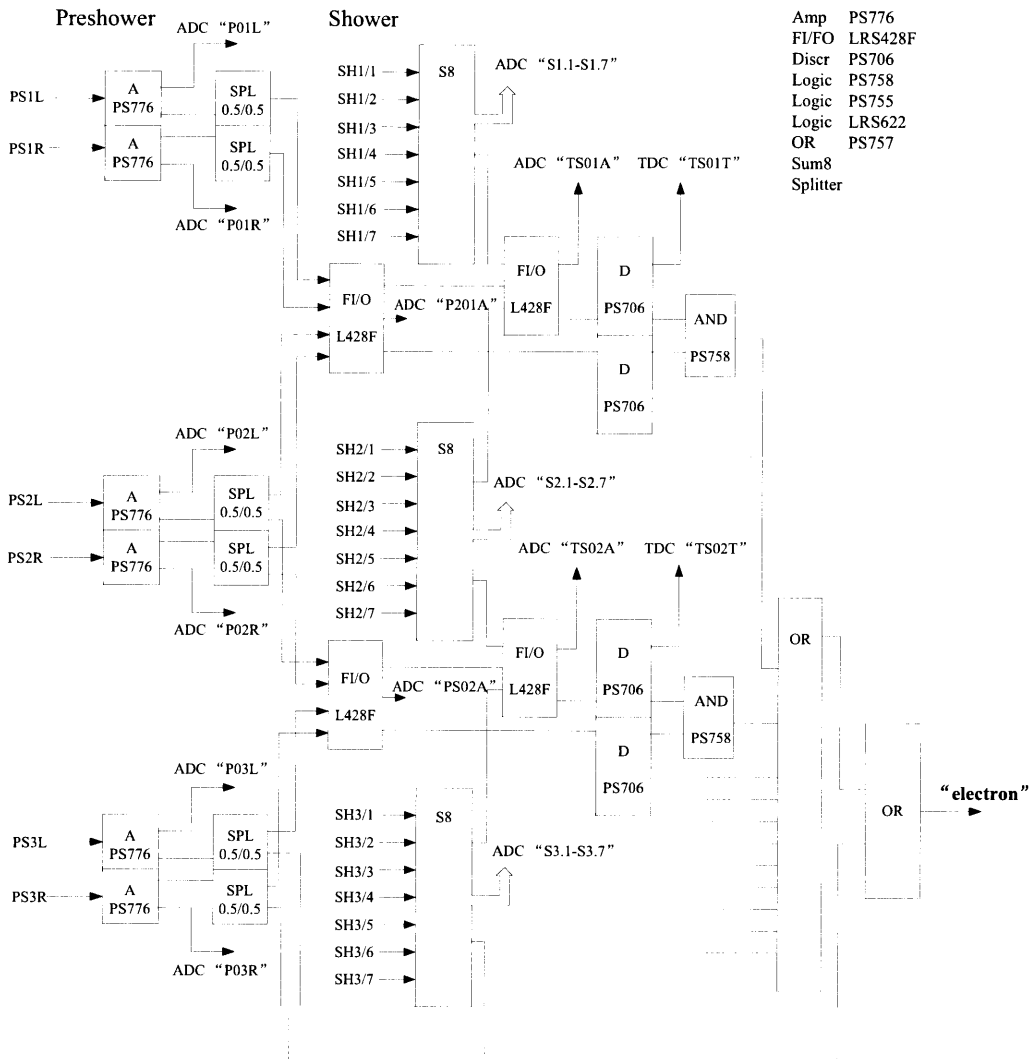 Preshower
Shower
Amp PS776
FI/FO LRS428F
Discr PS706
Logic PS758
Logic PS755
Logic LRS622
OR PS757
Sum8
Splitter
ADC “P01L”
PS1L
A
PS776
SPL
0.5/0.5
PS1R
A
PS776
SPL
0.5/0.5
ADC “P01R”
SH1/1
SH1/2
SH1/3
SH1/4
SH1/5
SH1/6
SH1/7
S8
ADC “S1.1-S1.7”
ADC “TS01A”
TDC “TS01T”
FI/O
L428F
ADC “P201A”
FI/O
L428F
D
PS706
D
PS706
AND
PS758
ADC “P02L”
PS2L
A
PS776
SPL
0.5/0.5
PS2R
A
PS776
SPL
0.5/0.5
ADC “P02R”
SH2/1
SH2/2
SH2/3
SH2/4
SH2/5
SH2/6
SH2/7
S8
ADC “S2.1-S2.7”
ADC “TS02A”
TDC “TS02T”
FI/O
L428F
ADC “PS02A”
FI/O
L428F
D
PS706
D
PS706
AND
PS758
OR
OR
“electron”
ADC “P03L”
PS3L
A
PS776
SPL
0.5/0.5
PS3R
A
PS776
SPL
0.5/0.5
ADC “P03R”
SH3/1
SH3/2
SH3/3
SH3/4
SH3/5
SH3/6
SH3/7
S8
ADC “S3.1-S3.7”